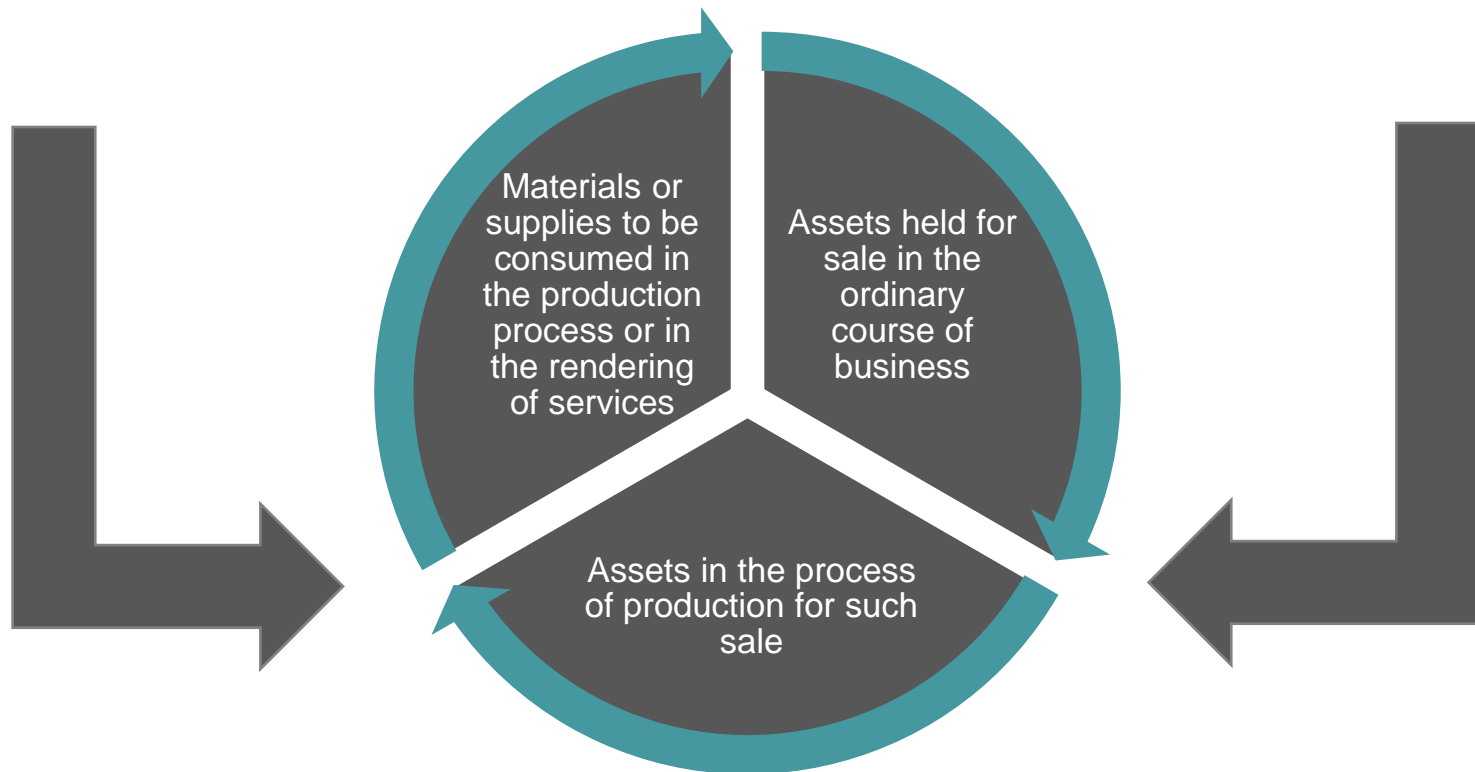 Materials or
supplies to be
consumed in
the production
process or in
the rendering
of services
Assets held for
sale in the
ordinary
course of
business
Assets in the process
of production for such
sale